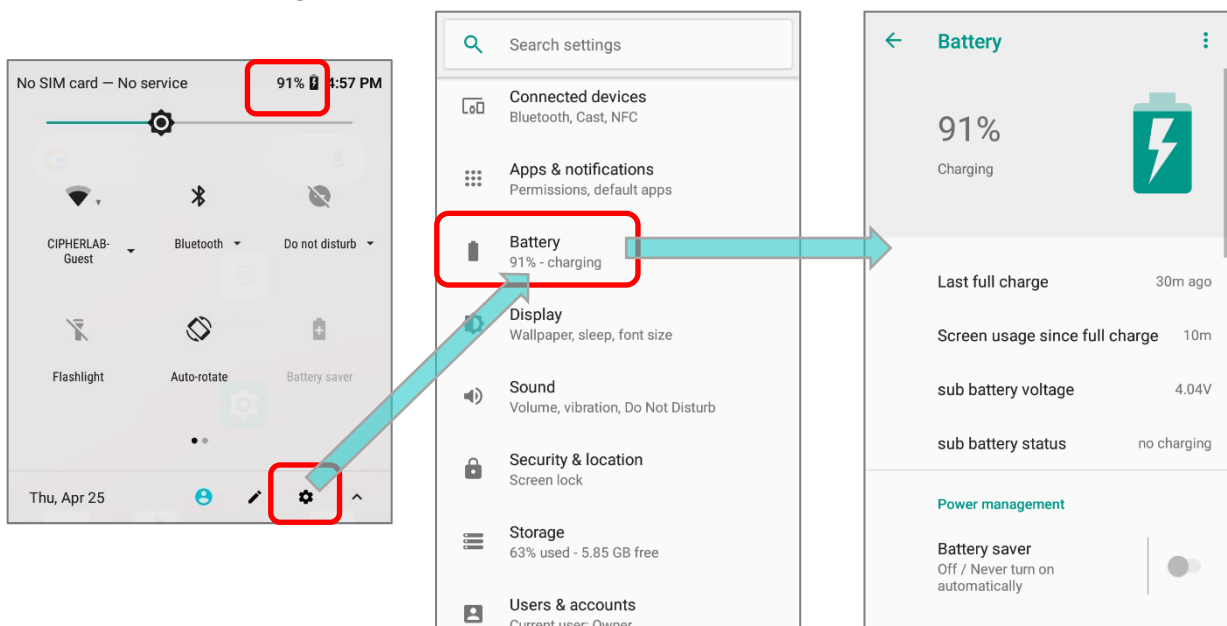 No SIM card — No service 91% 4:57 PM
CIPHERLAB-
Guest
Bluetooth
Do not disturb
Flashlight
Auto-rotate
Battery saver
Thu, Apr 25
Search settings
Connected devices
Bluetooth, Cast, NFC
Apps & notifications
Permissions, default apps
Battery
91% - charging
Display
Wallpaper, sleep, font size
Sound
Volume, vibration, Do Not Disturb
Security & location
Screen lock
Storage
63% used - 5.85 GB free
Users & accounts
Current user: Owner
Battery
91%
Charging
Last full charge 30m ago
Screen usage since full charge 10m
sub battery voltage 4.04V
sub battery status no charging
Power management
Battery saver
Off / Never turn on
automatically